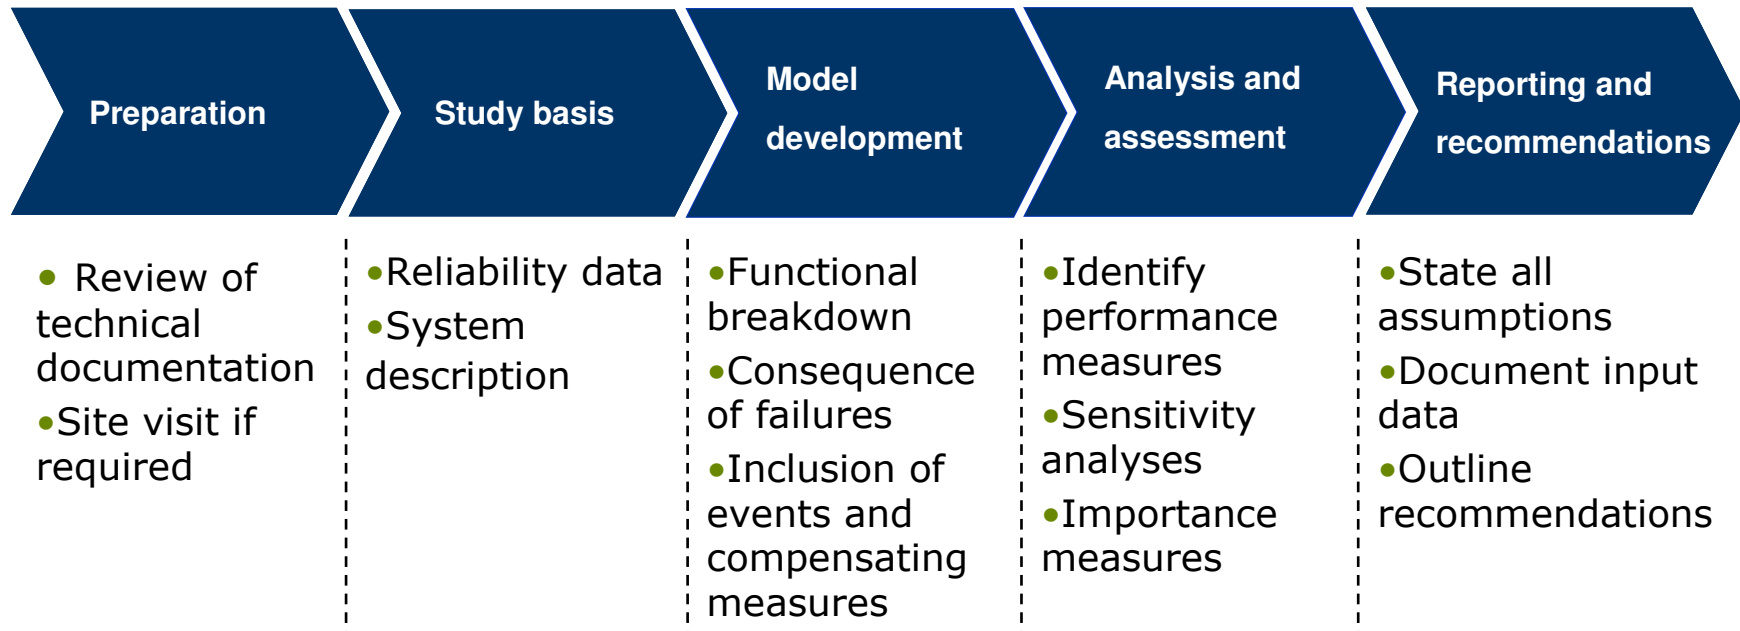 Preparation
Study basis
Model
development
Analysis and
assessment
Reporting and
recommendations
• Review of
technical
documentation
•Site visit if
required
•Reliability data
•System
description
•Functional
breakdown
•Consequence
of failures
•Inclusion of
events and
compensating
measures
•Identify
performance
measures
•Sensitivity
analyses
•Importance
measures
•State all
assumptions
•Document input
data
•Outline
recommendations